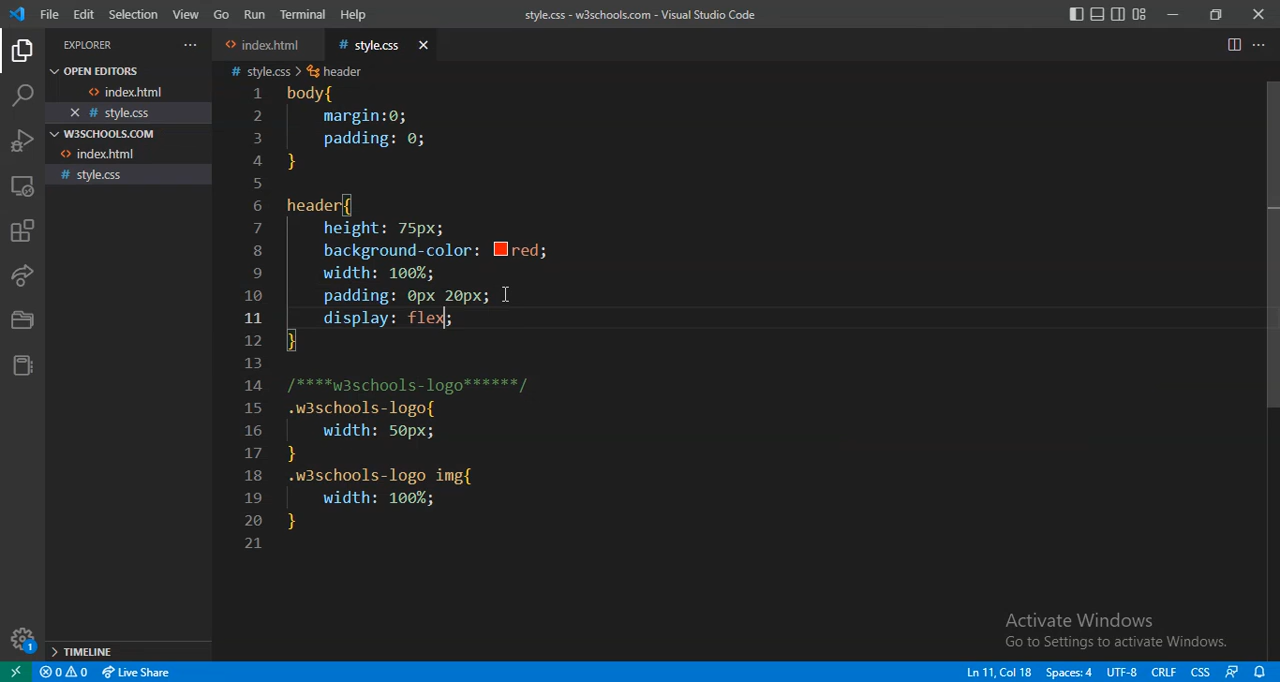 File Edit Selection View Go Run Terminal Help style.css - w3schools.com - Visual Studio Code
EXPLORER ···
index.html # style.css
OPEN EDITORS
index.html
# style.css
W3SCHOOLS.COM
index.html
# style.css
TIMELINE
# style.css > header
1 body{
2 margin:0;
3 padding: 0;
4 }
5
6 header{
7 height: 75px;
8 background-color: red;
9 width: 100%;
10 padding: 0px 20px;
11 display: flex;
12 }
13
14 /****w3schools-logo******/
15 .w3schools-logo{
16 width: 50px;
17 }
18 .w3schools-logo img{
19 width: 100%;
20 }
21
Activate Windows
Go to Settings to activate Windows.
1
0 0 Live Share Ln 11, Col 18 Spaces: 4 UTF-8 CRLF CSS